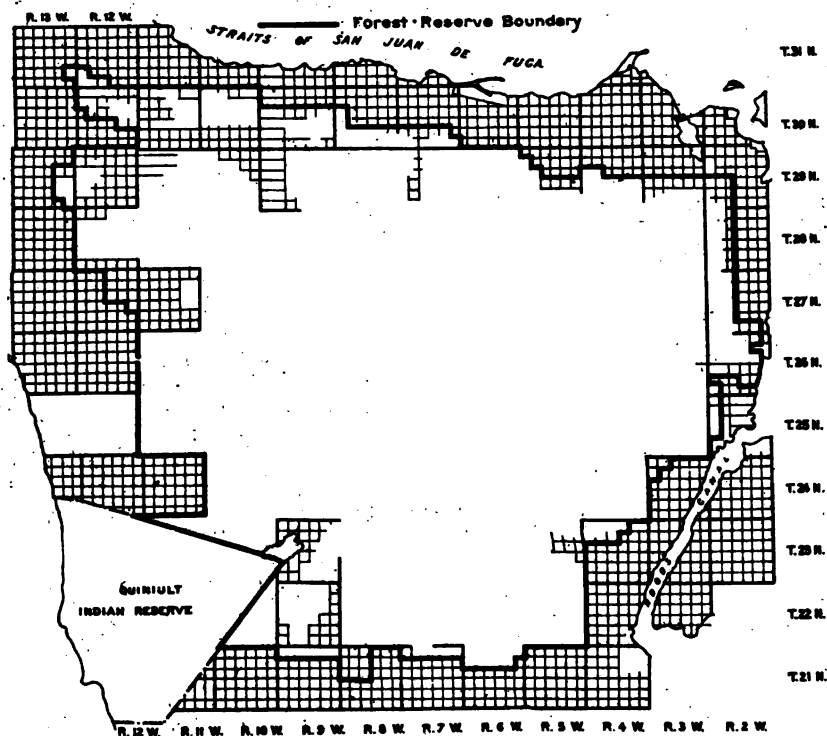 Forest Reserve Boundery
R. 13 W. R. 12 W.
STRAITS OF SAN JUAN DE FUCA
T. 31 N.
T. 30 N.
T. 29 N.
T. 28 N.
T. 27 N.
T. 26 N.
T. 25 N.
T. 24 N.
CANAL
T. 23 N.
QUINIULT
INDIAN RESERVE
T. 22 N.
T. 21 N.
R. 12 W. R. 11 W. R. 10 W. R. 9 W. R. 8 W. R. 7 W. R. 6 W. R. 5 W. R. 4 W. R. 3 W. R. 2 W.